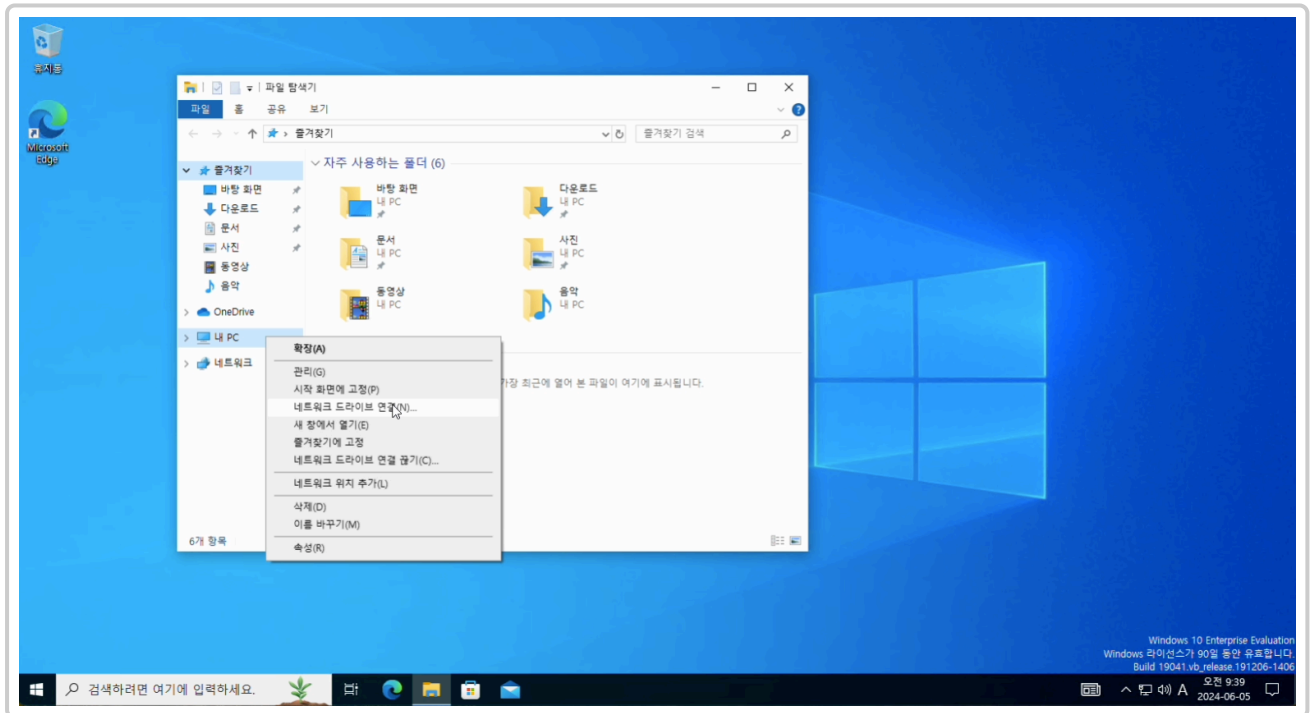 휴지통
Microsoft
Edge
파일 탐색기
파일 홈 공유 보기
즐겨찾기
즐겨찾기 검색
즐겨찾기
바탕 화면
다운로드
문서
사진
동영상
음악
OneDrive
내 PC
네트워크
자주 사용하는 폴더 (6)
바탕 화면
내 PC
다운로드
내 PC
문서
내 PC
사진
내 PC
동영상
내 PC
음악
내 PC
최근에 열어 본 파일이 여기에 표시됩니다.
확장(A)
관리(G)
시작 화면에 고정(P)
네트워크 드라이브 연결(N)...
새 창에서 열기(E)
즐겨찾기에 고정
네트워크 드라이브 연결 끊기(C)...
네트워크 위치 추가(L)
삭제(D)
이름 바꾸기(M)
속성(R)
6개 항목
Windows 10 Enterprise Evaluation
Windows 라이선스가 90일 동안 유효합니다.
Build 19041.vb_release.191206-1406
검색하려면 여기에 입력하세요.
A
오전 9:39
2024-06-05